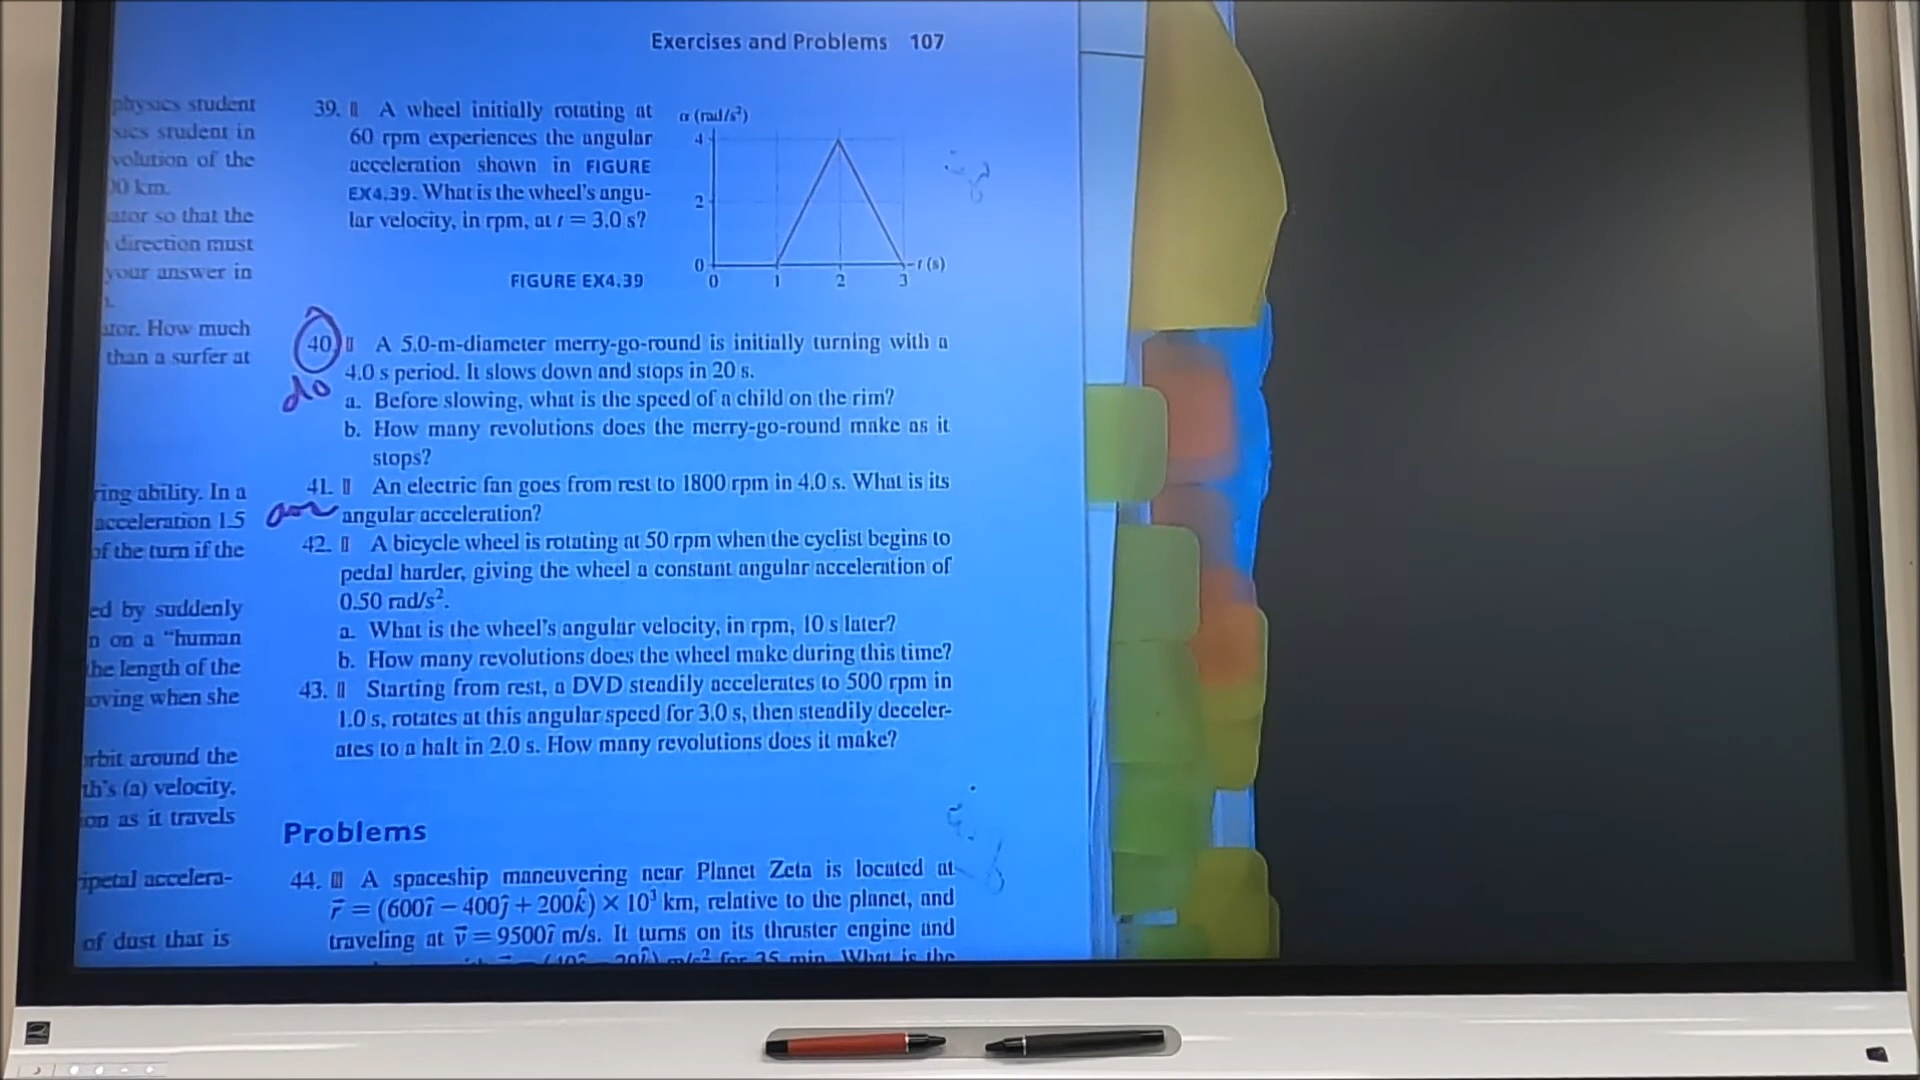 Exercises and Problems 107
physics student
sics student in
volution of the
00 km.
ator so that the
direction must
your answer in
ator. How much
than a surfer at
ring ability. In a
acceleration 1.5
of the turn if the
ed by suddenly
n on a "human
he length of the
oving when she
orbit around the
th's (a) velocity,
on as it travels
ipetal accelera-
of dust that is
39. A wheel initially rotating at
60 rpm experiences the angular
acceleration shown in FIGURE
EX4.39. What is the wheel's angu-
lar velocity, in rpm, at t = 3.0 s?
FIGURE EX4.39
α (rad/s²)
4
2
0
0 1 2 3
t (s)
40. A 5.0-m-diameter merry-go-round is initially turning with a
do
4.0 s period. It slows down and stops in 20 s.
a. Before slowing, what is the speed of a child on the rim?
b. How many revolutions does the merry-go-round make as it
stops?
41. An electric fan goes from rest to 1800 rpm in 4.0 s. What is its
angular acceleration?
42. A bicycle wheel is rotating at 50 rpm when the cyclist begins to
pedal harder, giving the wheel a constant angular acceleration of
0.50 rad/s².
a. What is the wheel's angular velocity, in rpm, 10 s later?
b. How many revolutions does the wheel make during this time?
43. Starting from rest, a DVD steadily accelerates to 500 rpm in
1.0 s, rotates at this angular speed for 3.0 s, then steadily deceler-
ates to a halt in 2.0 s. How many revolutions does it make?
Problems
44. A spaceship maneuvering near Planet Zeta is located at
r⃗ = (600î − 400ĵ + 200k̂) × 10³ km, relative to the planet, and
traveling at v⃗ = 9500î m/s. It turns on its thruster engine and
m/s² for 35 min. What is the